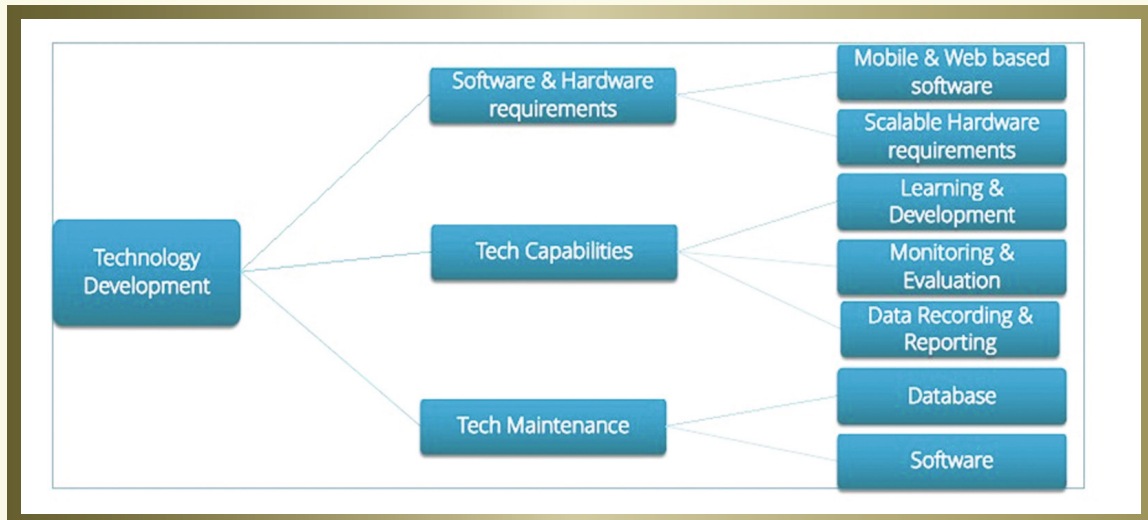 Technology
Development
Software & Hardware
requirements
Mobile & Web based
software
Scalable Hardware
requirements
Tech Capabilities
Learning &
Development
Monitoring &
Evaluation
Data Recording &
Reporting
Tech Maintenance
Database
Software